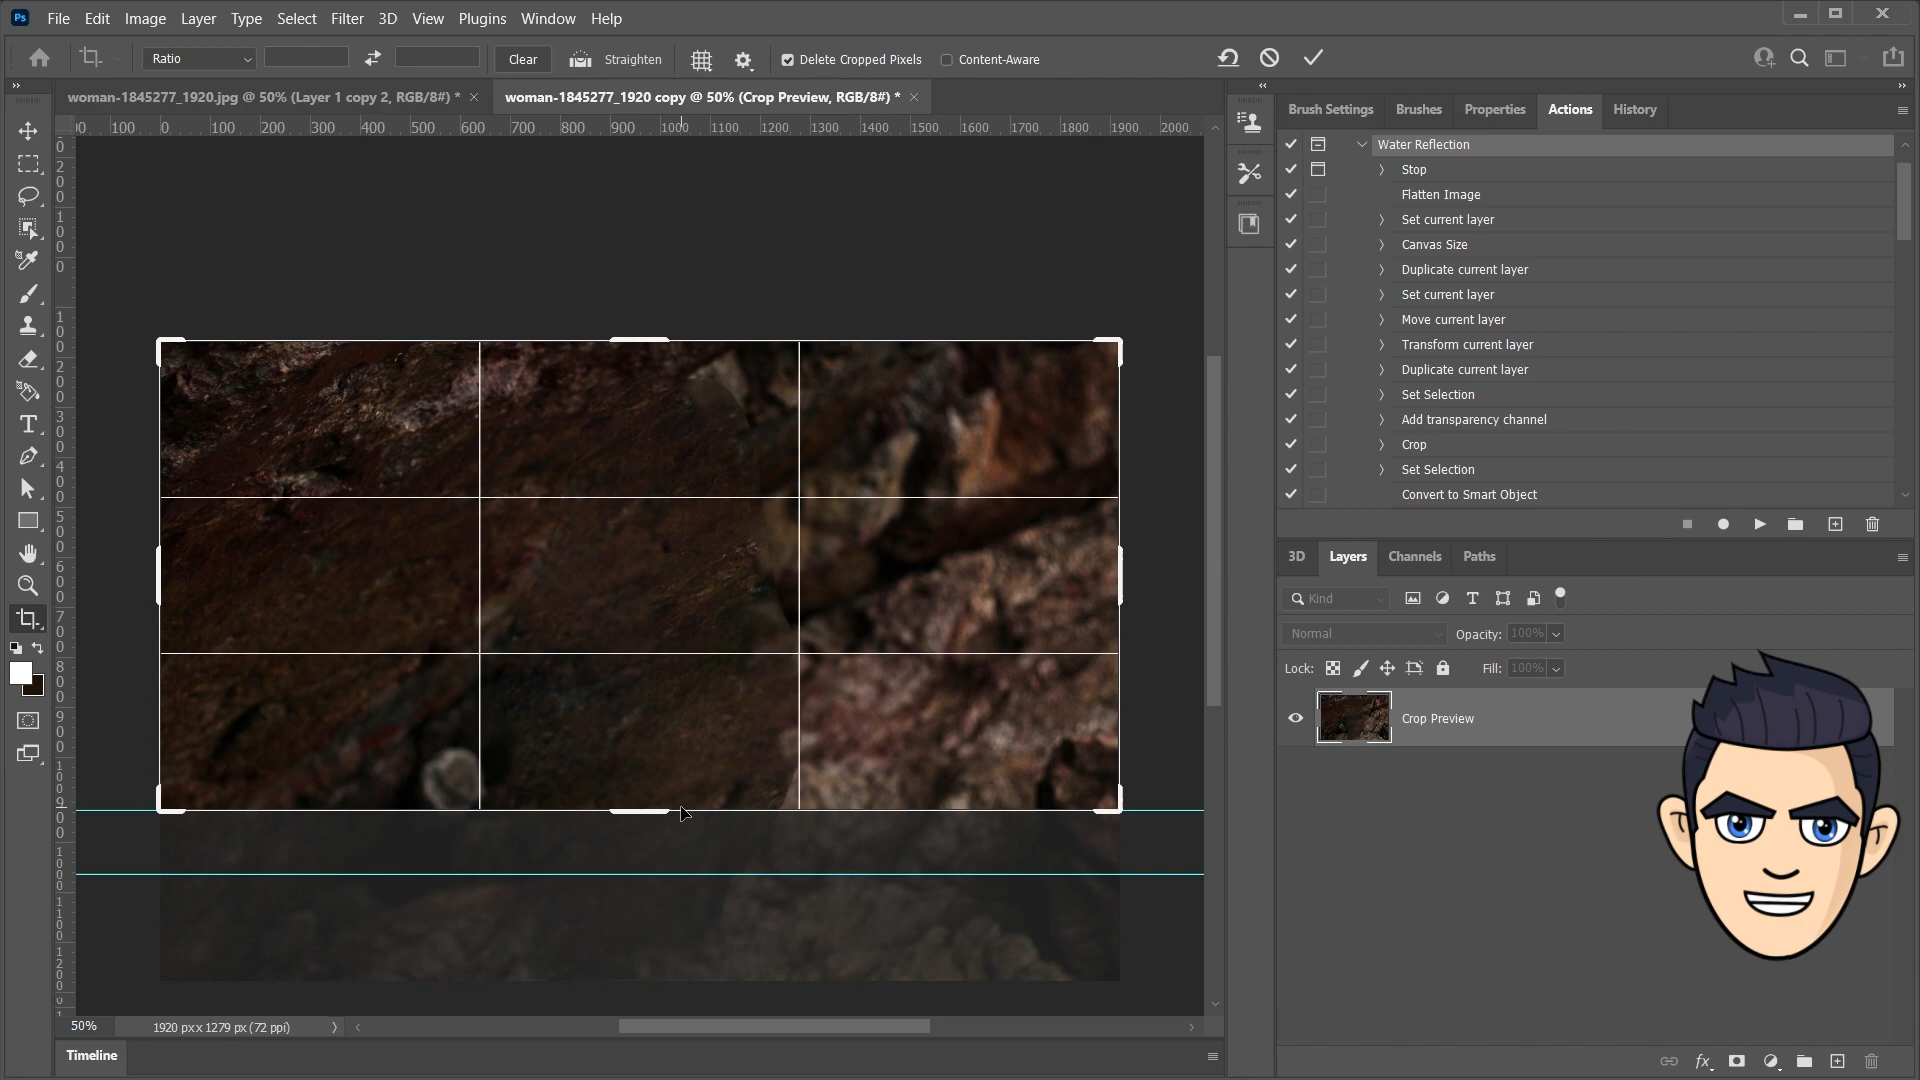 Ps File Edit Image Layer Type Select Filter 3D View Plugins Window Help
Ratio Clear Straighten Delete Cropped Pixels Content-Aware
woman-1845277_1920.jpg @ 50% (Layer 1 copy 2, RGB/8#) * woman-1845277_1920 copy @ 50% (Crop Preview, RGB/8#) *
100 0 100 200 300 400 500 600 700 800 900 1000 1100 1200 1300 1400 1500 1600 1700 1800 1900 2000
Brush Settings Brushes Properties Actions History
Water Reflection
Stop
Flatten Image
Set current layer
Canvas Size
Duplicate current layer
Set current layer
Move current layer
Transform current layer
Duplicate current layer
Set Selection
Add transparency channel
Crop
Set Selection
Convert to Smart Object
3D Layers Channels Paths
Kind
Normal Opacity: 100%
Lock: Fill: 100%
Crop Preview
50% 1920 px x 1279 px (72 ppi)
Timeline